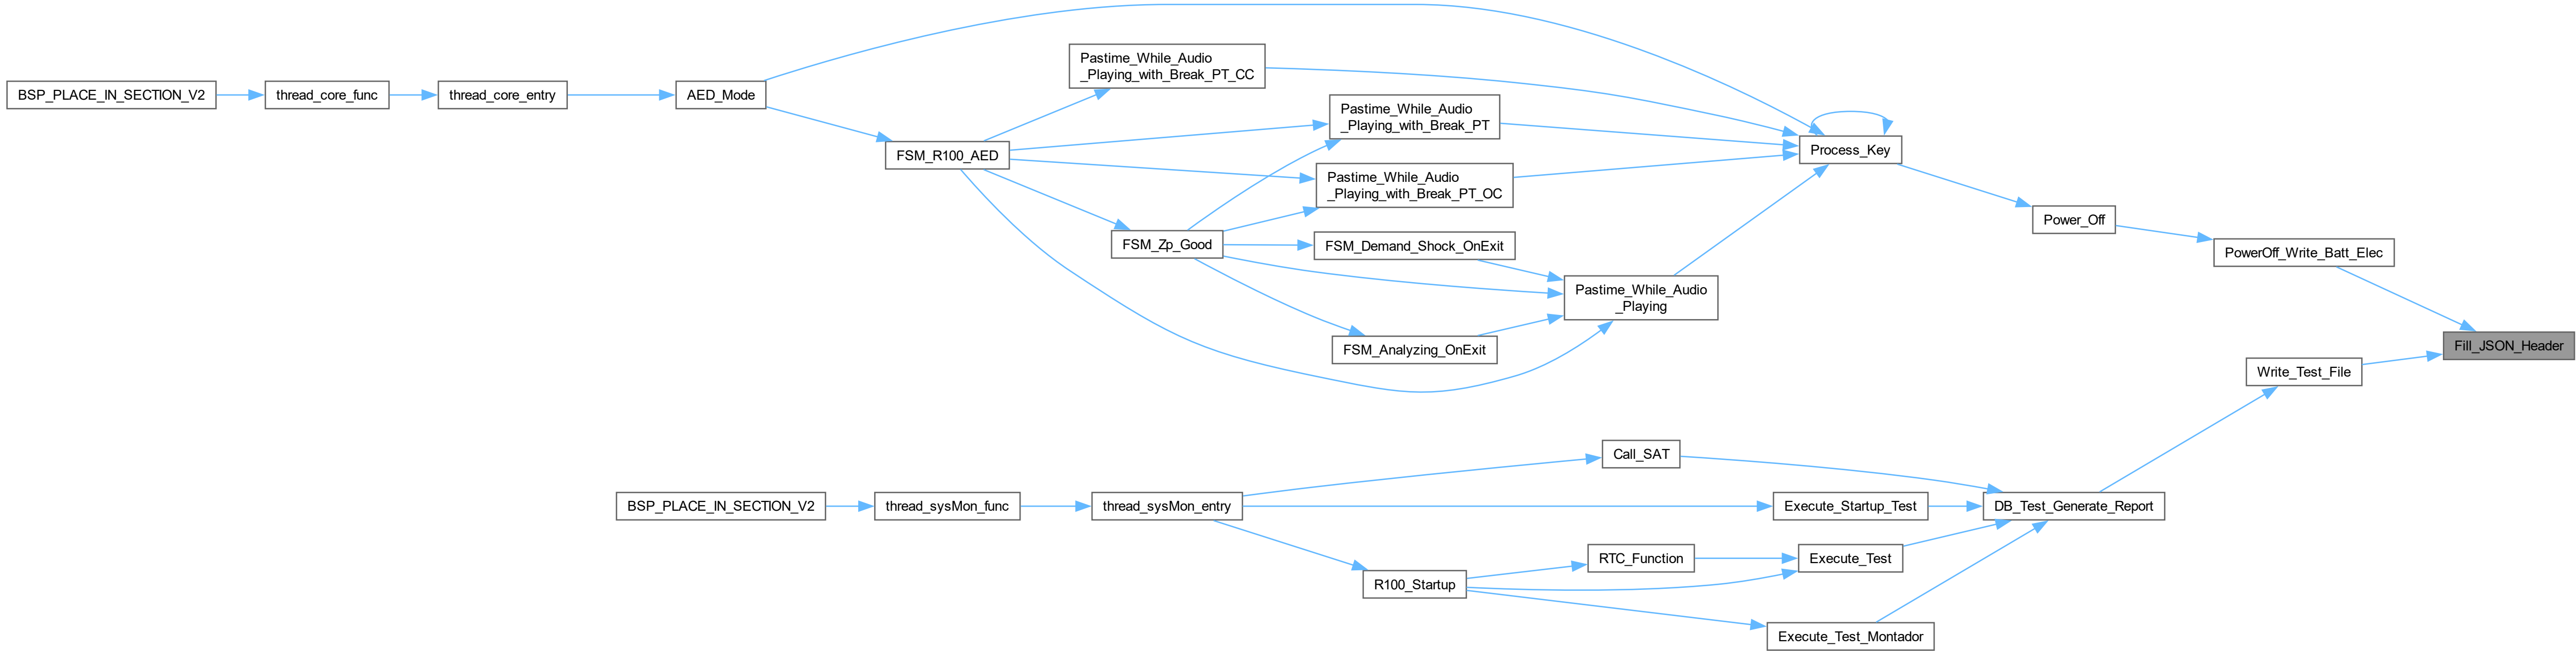 Pastime_While_Audio
_Playing_with_Break_PT_CC
BSP_PLACE_IN_SECTION_V2
thread_core_func
thread_core_entry
AED_Mode
Pastime_While_Audio
_Playing_with_Break_PT
FSM_R100_AED
Process_Key
Pastime_While_Audio
_Playing_with_Break_PT_OC
Power_Off
FSM_Zp_Good
FSM_Demand_Shock_OnExit
PowerOff_Write_Batt_Elec
Pastime_While_Audio
_Playing
FSM_Analyzing_OnExit
Fill_JSON_Header
Write_Test_File
Call_SAT
BSP_PLACE_IN_SECTION_V2
thread_sysMon_func
thread_sysMon_entry
Execute_Startup_Test
DB_Test_Generate_Report
RTC_Function
Execute_Test
R100_Startup
Execute_Test_Montador